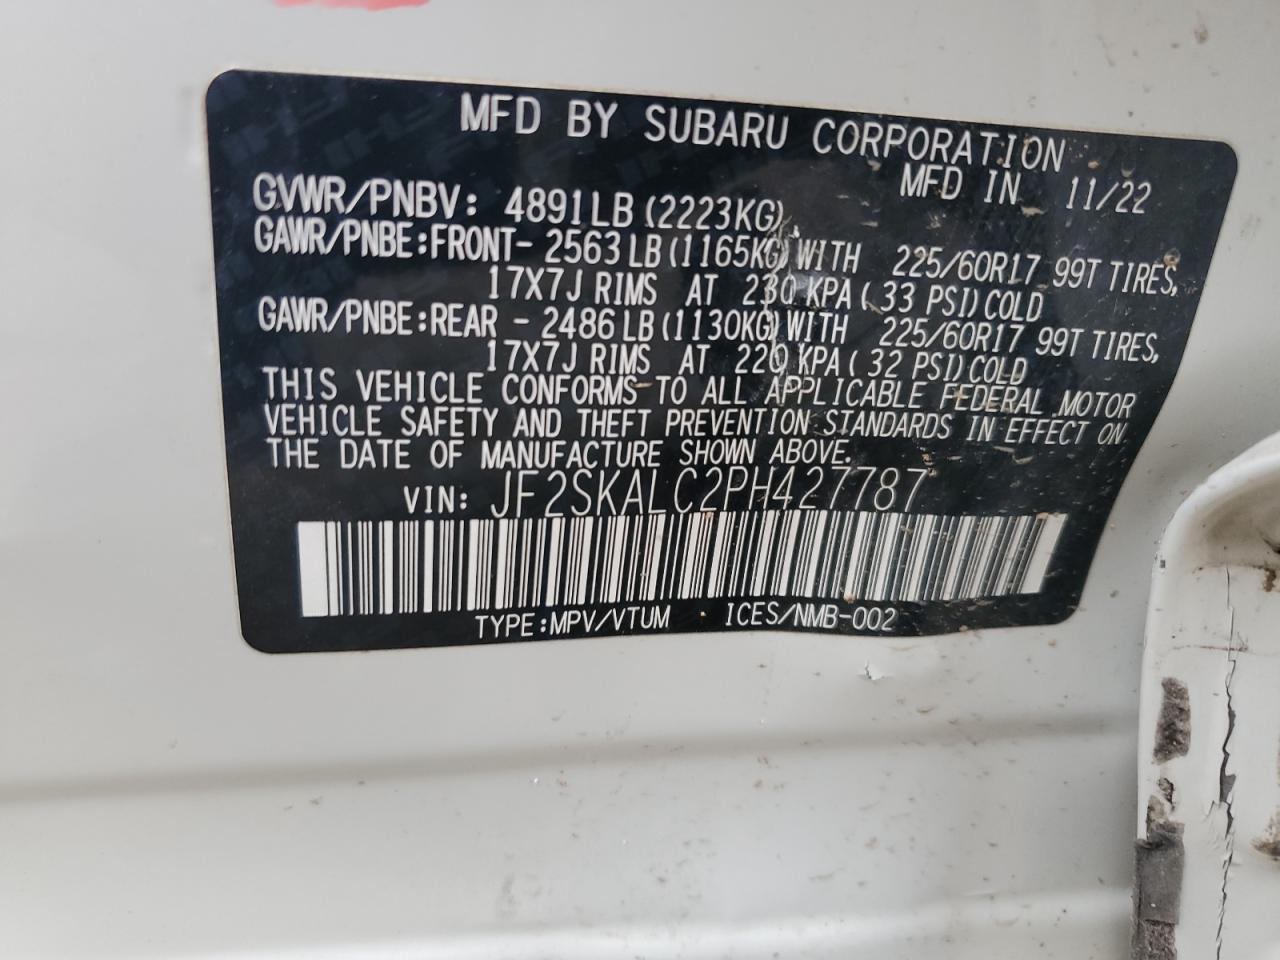 MFD BY SUBARU CORPORATION
MFD IN 11/22
GVWR/PNBV: 4891LB (2223KG)
GAWR/PNBE:FRONT- 2563 LB (1165KG) WITH 225/60R17 99T TIRES,
17X7J RIMS AT 230 KPA ( 33 PSI) COLD
GAWR/PNBE:REAR - 2486 LB (1130KG) WITH 225/60R17 99T TIRES,
17X7J RIMS AT 220 KPA ( 32 PSI) COLD
THIS VEHICLE CONFORMS TO ALL APPLICABLE FEDERAL MOTOR
VEHICLE SAFETY AND THEFT PREVENTION STANDARDS IN EFFECT ON
THE DATE OF MANUFACTURE SHOWN ABOVE.
VIN: JF2SKALC2PH427787
TYPE:MPV/VTUM ICES/NMB-002